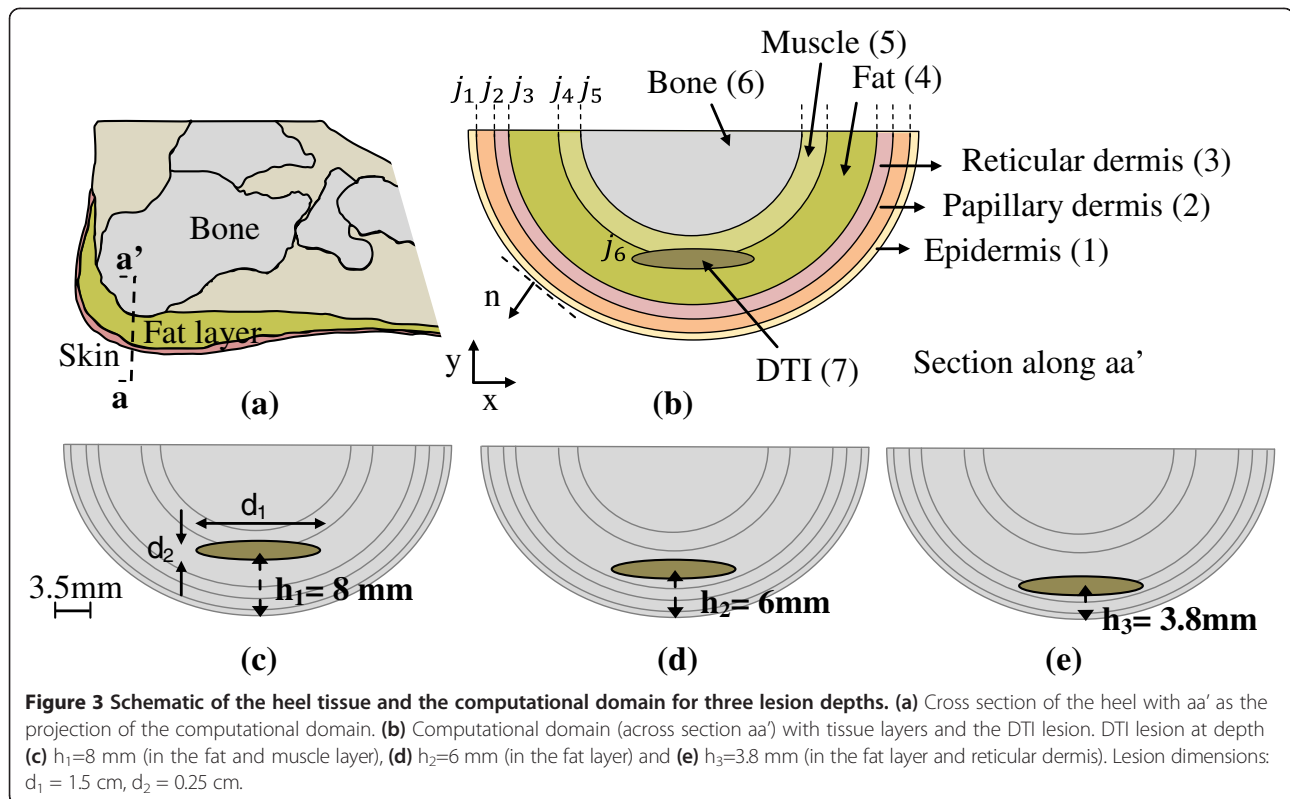 Bone
a’
Fat layer
Skin
a
(a)
Muscle (5)
Bone (6)
Fat (4)
j₁ j₂ j₃ j₄ j₅
Reticular dermis (3)
Papillary dermis (2)
Epidermis (1)
j₆
n
y
x
DTI (7)
Section along aa’
(b)
d₁
d₂
h₁= 8 mm
3.5mm
(c)
h₂= 6mm
(d)
h₃= 3.8mm
(e)
Figure 3 Schematic of the heel tissue and the computational domain for three lesion depths. (a) Cross section of the heel with aa’ as the
projection of the computational domain. (b) Computational domain (across section aa’) with tissue layers and the DTI lesion. DTI lesion at depth
(c) h₁=8 mm (in the fat and muscle layer), (d) h₂=6 mm (in the fat layer) and (e) h₃=3.8 mm (in the fat layer and reticular dermis). Lesion dimensions:
d₁ = 1.5 cm, d₂ = 0.25 cm.